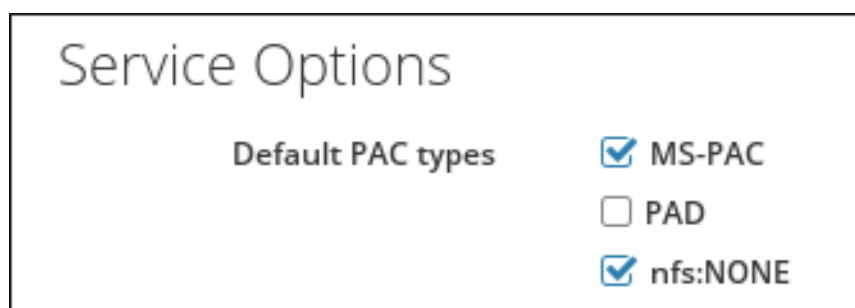 Service Options
Default PAC types MS-PAC
PAD
nfs:NONE